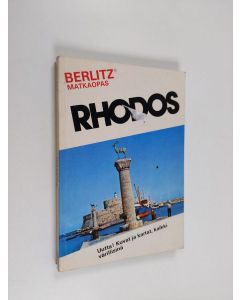 BERLITZ®
MATKAOPAS
RHODOS
Uutta! Kuvat ja kartat, kaikki
värillisinä